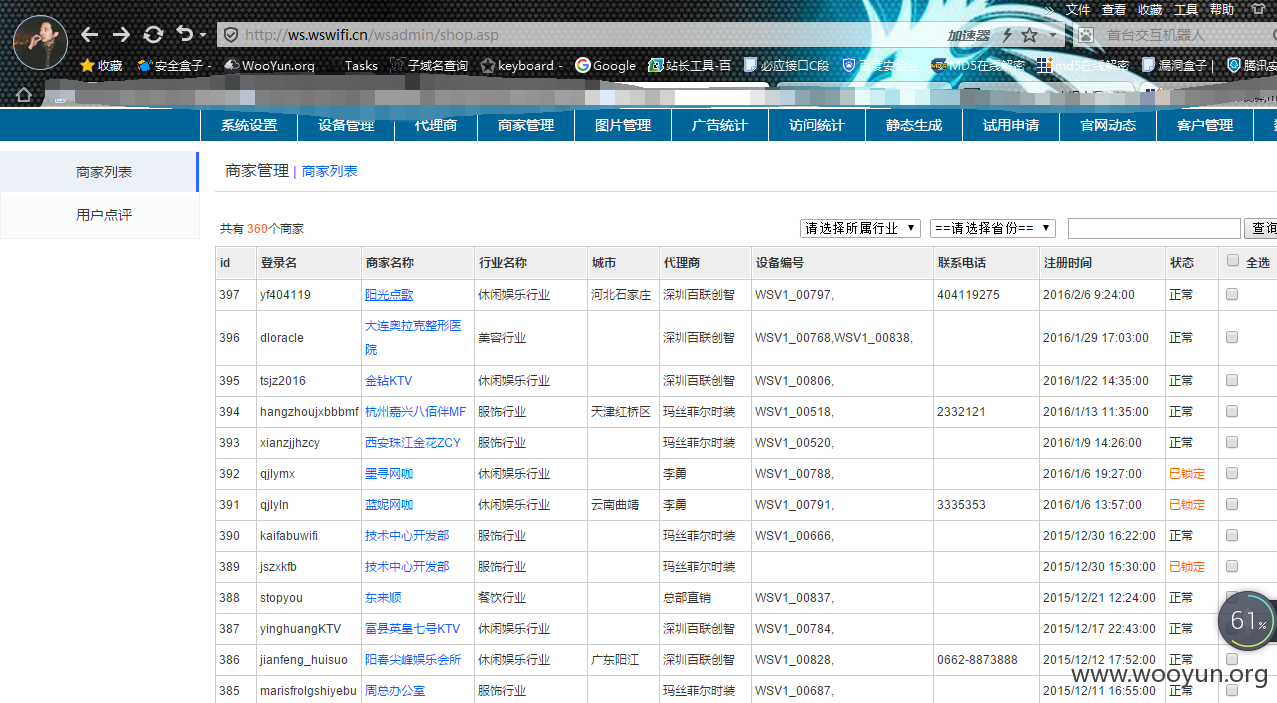 文件 查看 收藏 工具 帮助
http://ws.wswifi.cn/wsadmin/shop.asp 加速器 首台交互机器人
收藏 安全盒子 WooYun.org Tasks 子域名查询 keyboard Google 站长工具-百 必应接口C段 MD5在线解密 md5在线解密 漏洞盒子 腾讯安
系统设置 设备管理 代理商 商家管理 图片管理 广告统计 访问统计 静态生成 试用申请 官网动态 客户管理
商家列表
用户点评
商家管理 | 商家列表
共有 360个商家 请选择所属行业 ==请选择省份== 查询
id 登录名 商家名称 行业名称 城市 代理商 设备编号 联系电话 注册时间 状态 全选
397 yf404119 阳光点歌 休闲娱乐行业 河北石家庄 深圳百联创智 WSV1_00797, 404119275 2016/2/6 9:24:00 正常
396 dloracle 大连奥拉克整形医院 美容行业 深圳百联创智 WSV1_00768,WSV1_00838, 2016/1/29 17:03:00 正常
395 tsjz2016 金钻KTV 休闲娱乐行业 深圳百联创智 WSV1_00806, 2016/1/22 14:35:00 正常
394 hangzhoujxbbbmf 杭州嘉兴八佰伴MF 服饰行业 天津红桥区 玛丝菲尔时装 WSV1_00518, 2332121 2016/1/13 11:35:00 正常
393 xianzjjhzcy 西安珠江金花ZCY 服饰行业 玛丝菲尔时装 WSV1_00520, 2016/1/9 14:26:00 正常
392 qjlymx 墨寻网咖 休闲娱乐行业 李勇 WSV1_00788, 2016/1/6 19:27:00 已锁定
391 qjlyln 蓝妮网咖 休闲娱乐行业 云南曲靖 李勇 WSV1_00791, 3335353 2016/1/6 13:57:00 已锁定
390 kaifabuwifi 技术中心开发部 服饰行业 玛丝菲尔时装 WSV1_00666, 2015/12/30 16:22:00 正常
389 jszxkfb 技术中心开发部 服饰行业 玛丝菲尔时装 2015/12/30 15:30:00 已锁定
388 stopyou 东来顺 餐饮行业 总部直销 WSV1_00837, 2015/12/21 12:24:00 正常
387 yinghuangKTV 富县英皇七号KTV 休闲娱乐行业 深圳百联创智 WSV1_00784, 2015/12/17 22:43:00 正常
386 jianfeng_huisuo 阳春尖峰娱乐会所 休闲娱乐行业 广东阳江 深圳百联创智 WSV1_00828, 0662-8873888 2015/12/12 17:52:00 正常
385 marisfrolgshiyebu 周总办公室 服饰行业 玛丝菲尔时装 WSV1_00687, 2015/12/11 16:55:00 正常
61%
www.wooyun.org